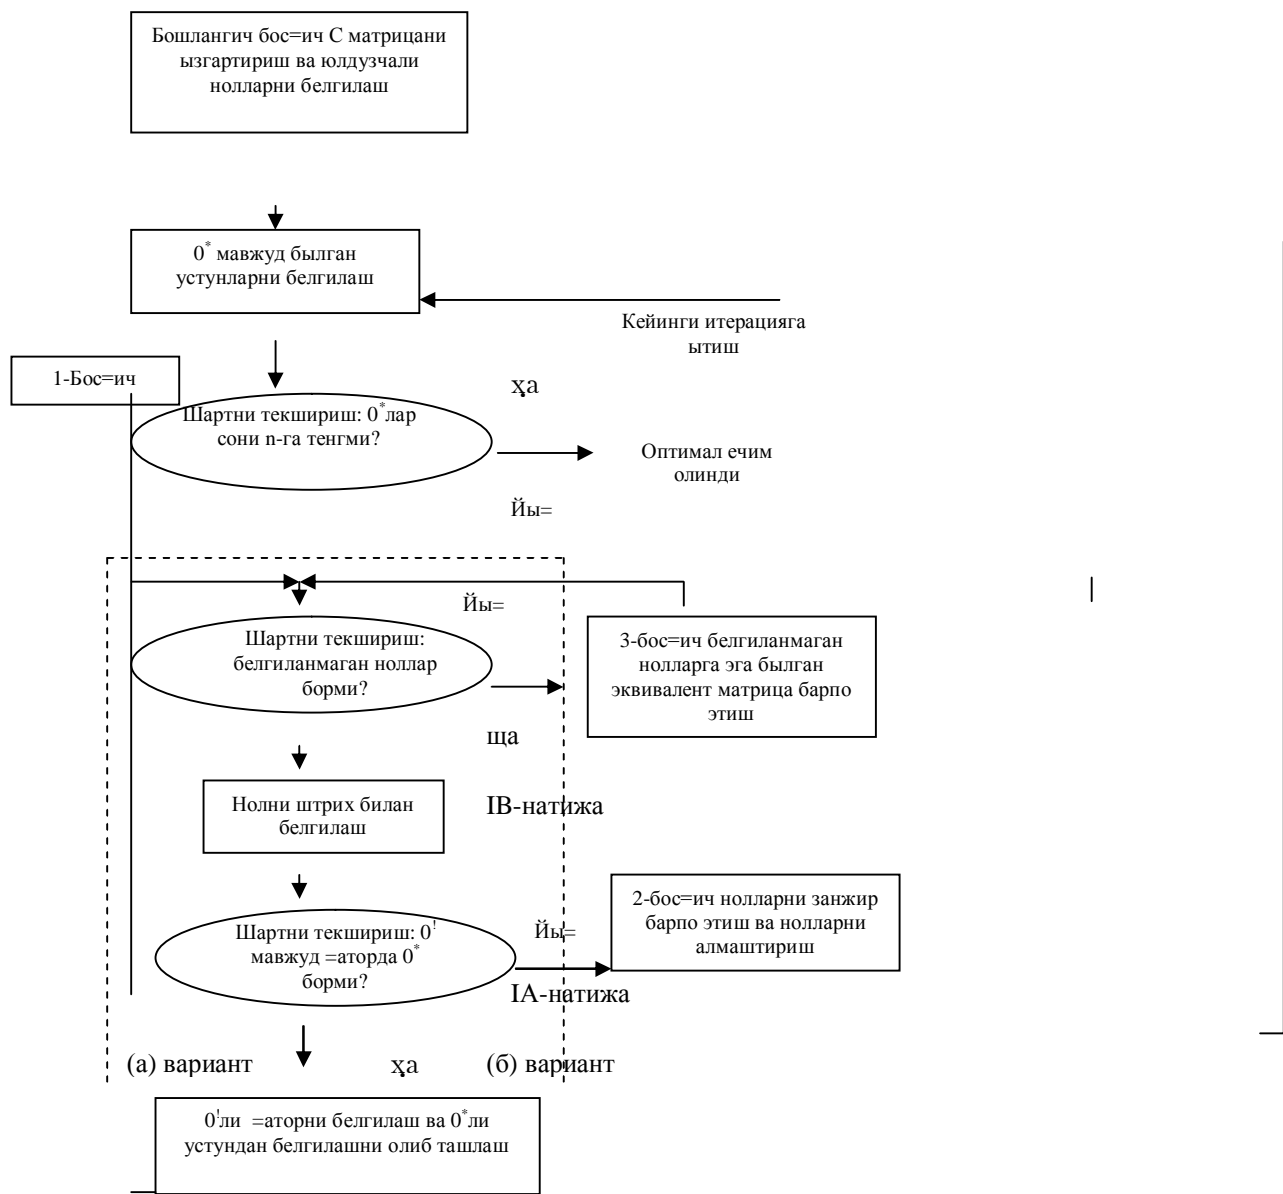 Бошлангич бос=ич С матрицани
ызгартириш ва юлдузчали
нолларни белгилаш
0* мавжуд былган
устунларни белгилаш
Кейинги итерацияга
ытиш
1-Бос=ич
ҳа
Шартни текшириш: 0*лар
сони n-га тенгми?
Оптимал ечим
олинди
Йы=
Йы=
Шартни текшириш:
белгиланмаган ноллар
борми?
3-бос=ич белгиланмаган
нолларга эга былган
эквивалент матрица барпо
этиш
ща
Нолни штрих билан
белгилаш
IB-натижа
2-бос=ич нолларни занжир
барпо этиш ва нолларни
алмаштириш
Шартни текшириш: 0!
мавжуд =аторда 0*
борми?
Йы=
IA-натижа
(а) вариант
ҳа
(б) вариант
0!ли =аторни белгилаш ва 0*ли
устундан белгилашни олиб ташлаш